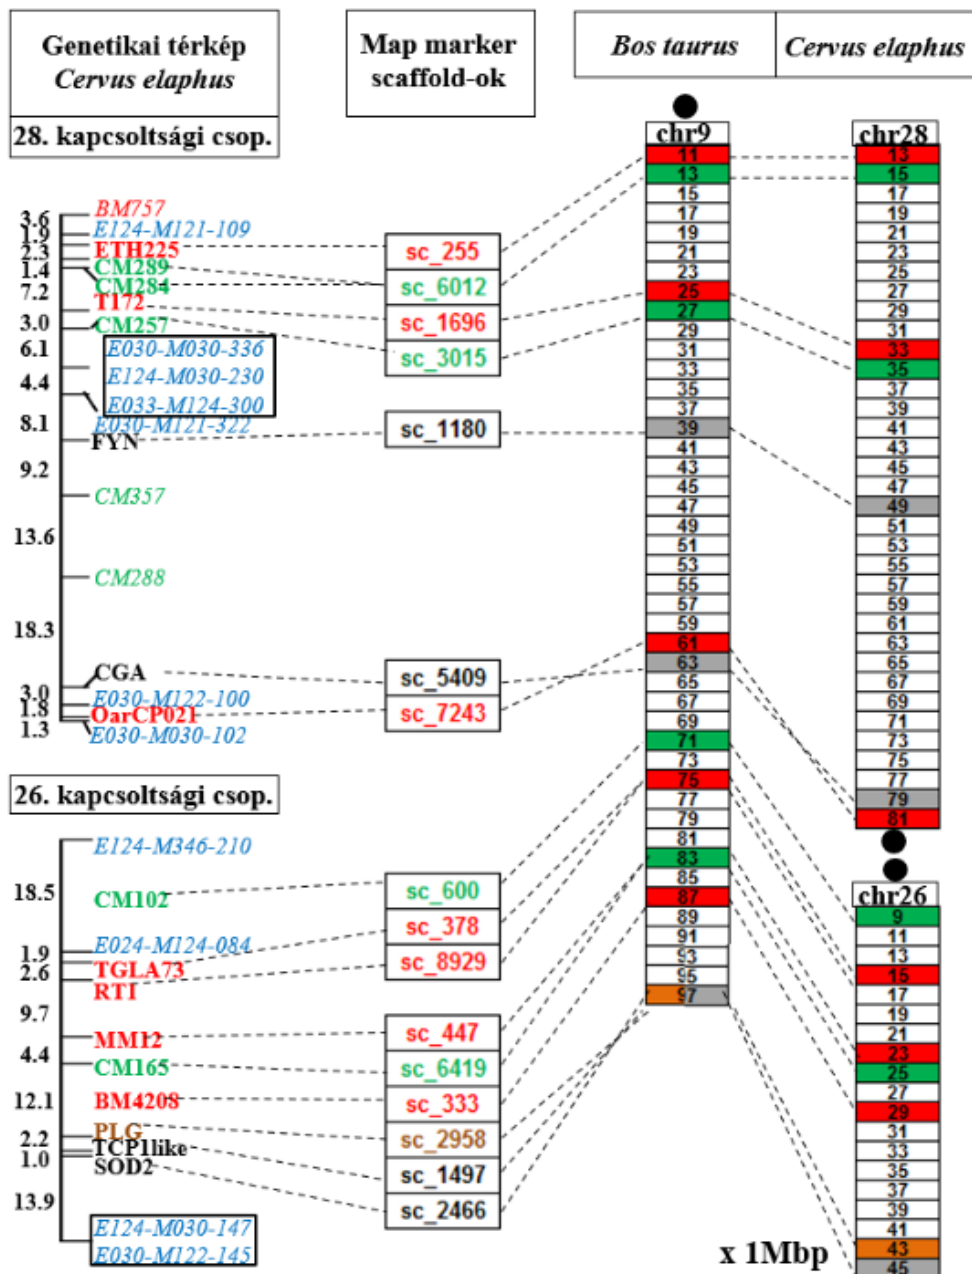 Genetikai térkép
Cervus elaphus
28. kapcsoltsági csop.
Map marker
scaffold-ok
Bos taurus
Cervus elaphus
3.6
1.9
2.3
1.4
7.2
3.0
6.1
4.4
8.1
9.2
13.6
18.3
3.0
1.8
1.3
BM757
E124-M121-109
ETH225
CM289
CM284
T172
CM257
E030-M030-336
E124-M030-230
E033-M124-300
E030-M121-322
FYN
CM357
CM288
CGA
E030-M122-100
OarCP021
E030-M030-102
sc_255
sc_6012
sc_1696
sc_3015
sc_1180
sc_5409
sc_7243
26. kapcsoltsági csop.
18.5
1.9
2.6
9.7
4.4
12.1
2.2
1.0
13.9
E124-M346-210
CM102
E024-M124-084
TGLA73
RT1
MM12
CM165
BM4208
PLG
TCP1like
SOD2
E124-M030-147
E030-M122-145
sc_600
sc_378
sc_8929
sc_447
sc_6419
sc_333
sc_2958
sc_1497
sc_2466
chr9
11
13
15
17
19
21
23
25
27
29
31
33
35
37
39
41
43
45
47
49
51
53
55
57
59
61
63
65
67
69
71
73
75
77
79
81
83
85
87
89
91
93
95
97
chr28
13
15
17
19
21
23
25
27
29
31
33
35
37
39
41
43
45
47
49
51
53
55
57
59
61
63
65
67
69
71
73
75
77
79
81
chr26
9
11
13
15
17
19
21
23
25
27
29
31
33
35
37
39
41
43
45
x 1Mbp